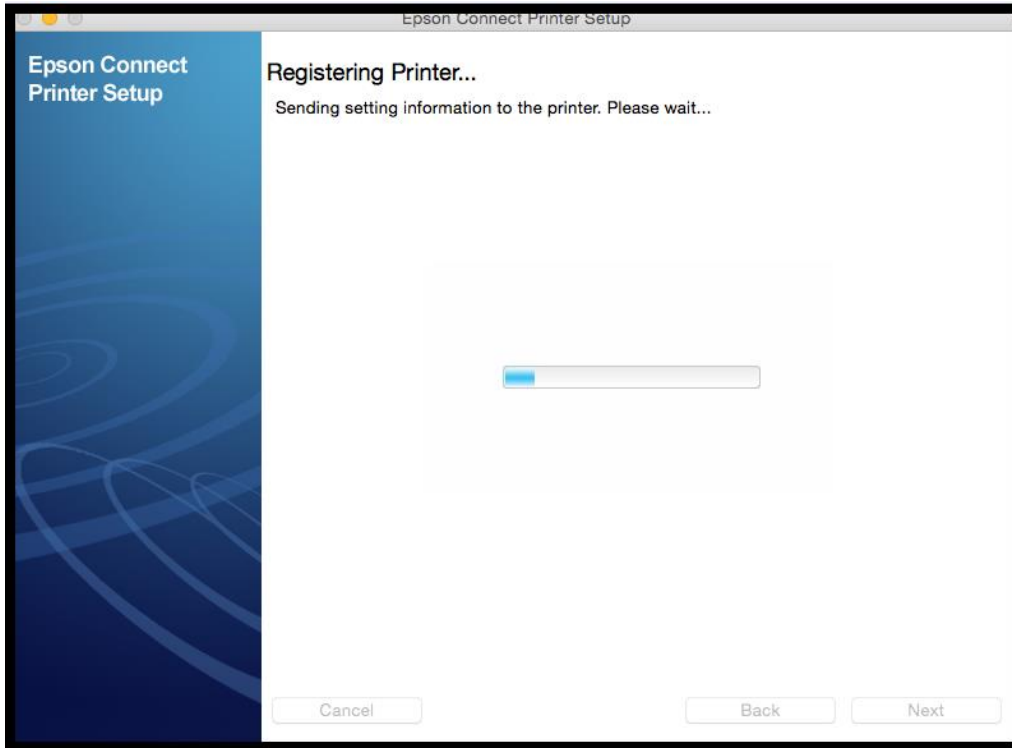 Epson Connect Printer Setup
Epson Connect
Printer Setup
Registering Printer...
Sending setting information to the printer. Please wait...
Cancel
Back
Next